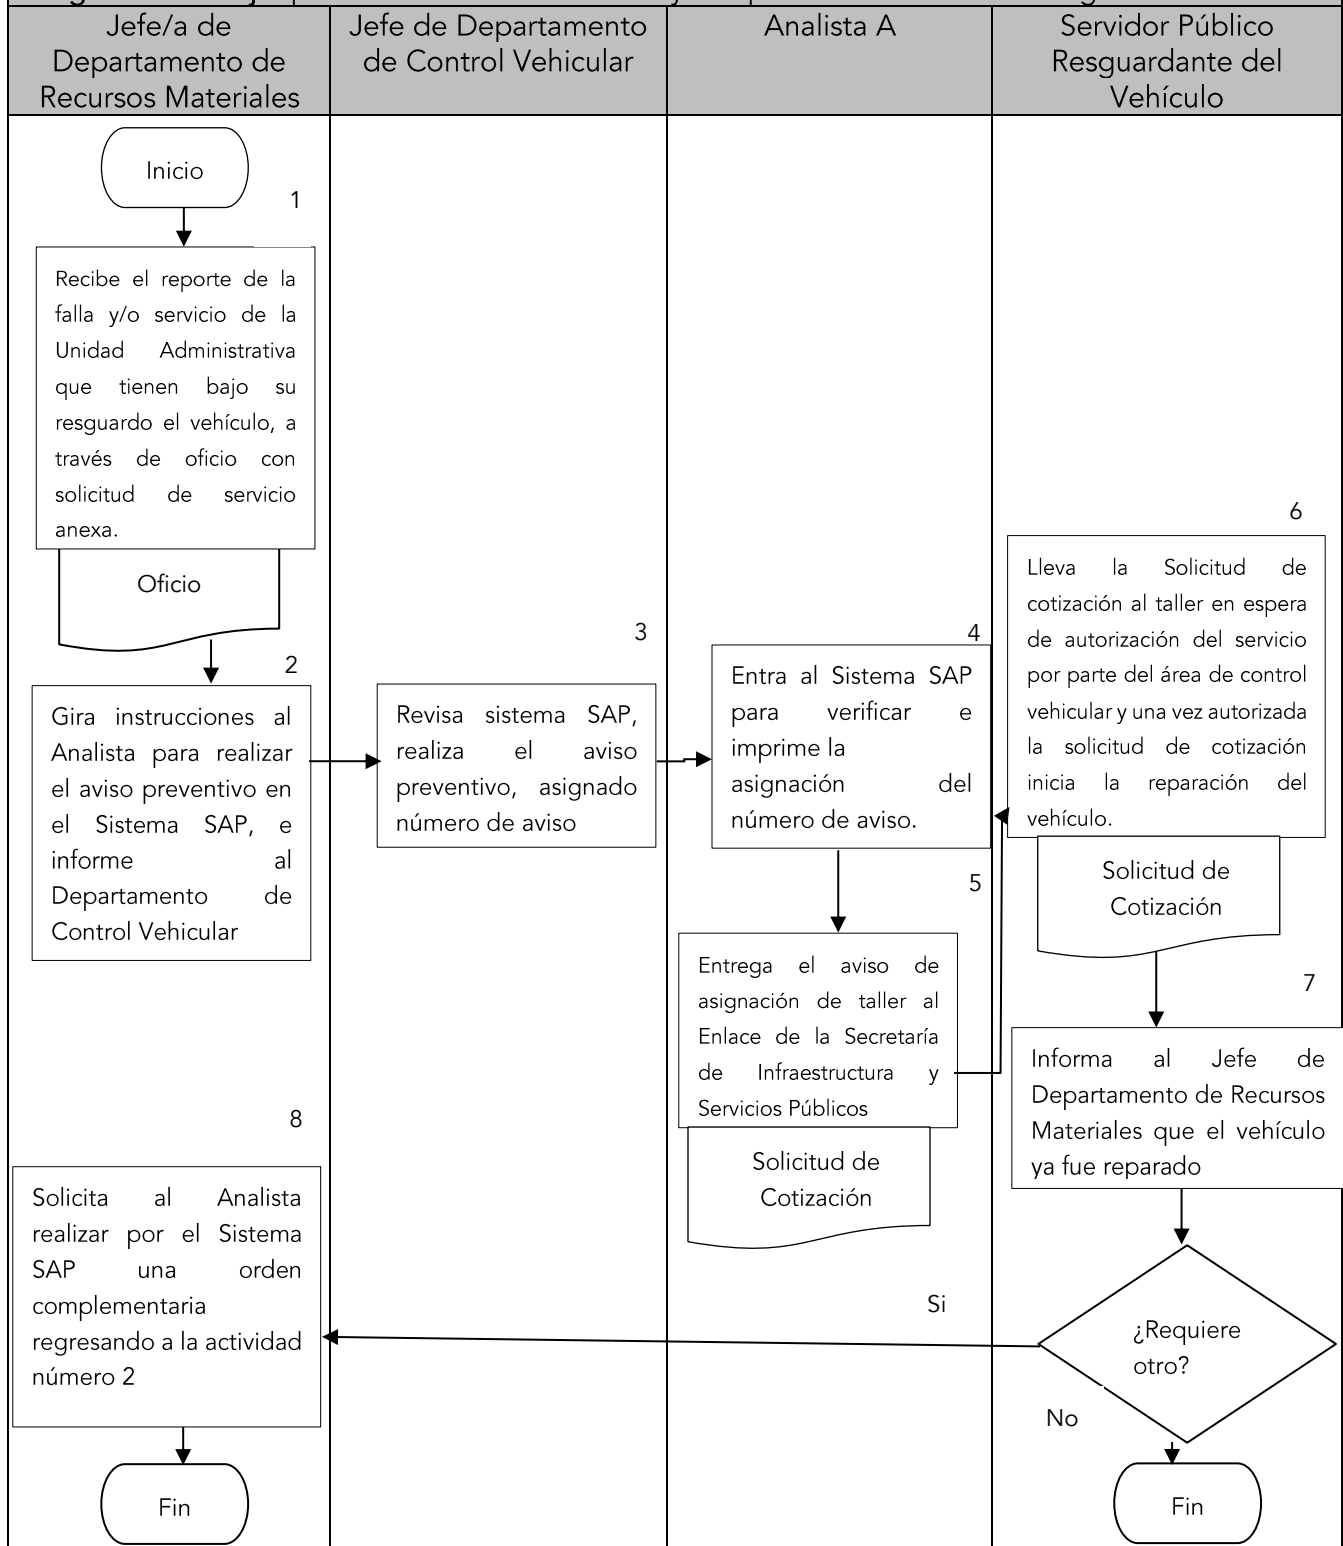 Jefe/a de
Departamento de
Recursos Materiales
Jefe de Departamento
de Control Vehicular
Analista A
Servidor Público
Resguardante del
Vehículo
Inicio
1
Recibe el reporte de la
falla y/o servicio de la
Unidad Administrativa
que tienen bajo su
resguardo el vehículo, a
través de oficio con
solicitud de servicio
anexa.
Oficio
2
Gira instrucciones al
Analista para realizar
el aviso preventivo en
el Sistema SAP, e
informe al
Departamento de
Control Vehicular
3
Revisa sistema SAP,
realiza el aviso
preventivo, asignado
número de aviso
4
Entra al Sistema SAP
para verificar e
imprime la
asignación del
número de aviso.
5
Entrega el aviso de
asignación de taller al
Enlace de la Secretaría
de Infraestructura y
Servicios Públicos
Solicitud de
Cotización
6
Lleva la Solicitud de
cotización al taller en espera
de autorización del servicio
por parte del área de control
vehicular y una vez autorizada
la solicitud de cotización
inicia la reparación del
vehículo.
Solicitud de
Cotización
7
Informa al Jefe de
Departamento de Recursos
Materiales que el vehículo
ya fue reparado
¿Requiere
otro?
Si
No
8
Solicita al Analista
realizar por el Sistema
SAP una orden
complementaria
regresando a la actividad
número 2
Fin
Fin